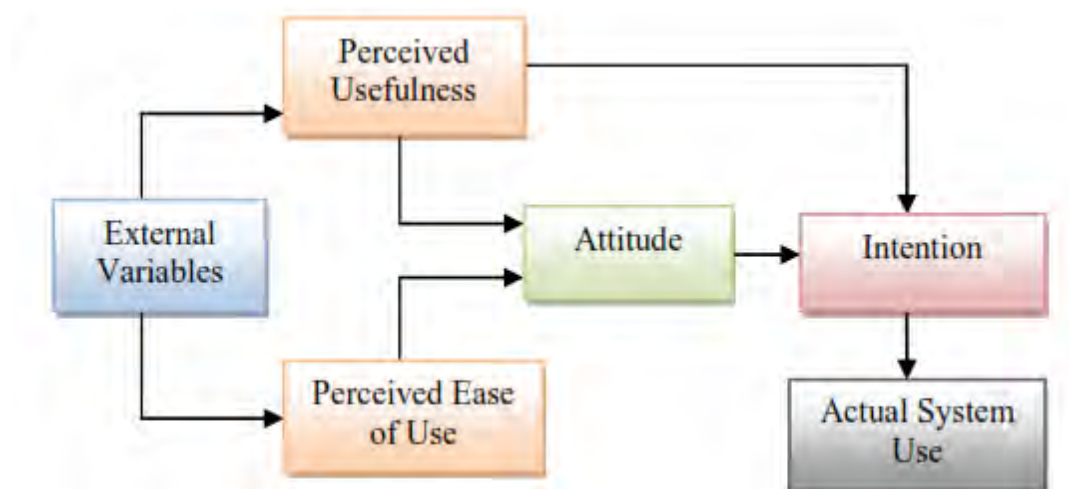 Perceived
Usefulness
External
Variables
Attitude
Intention
Perceived Ease
of Use
Actual System
Use